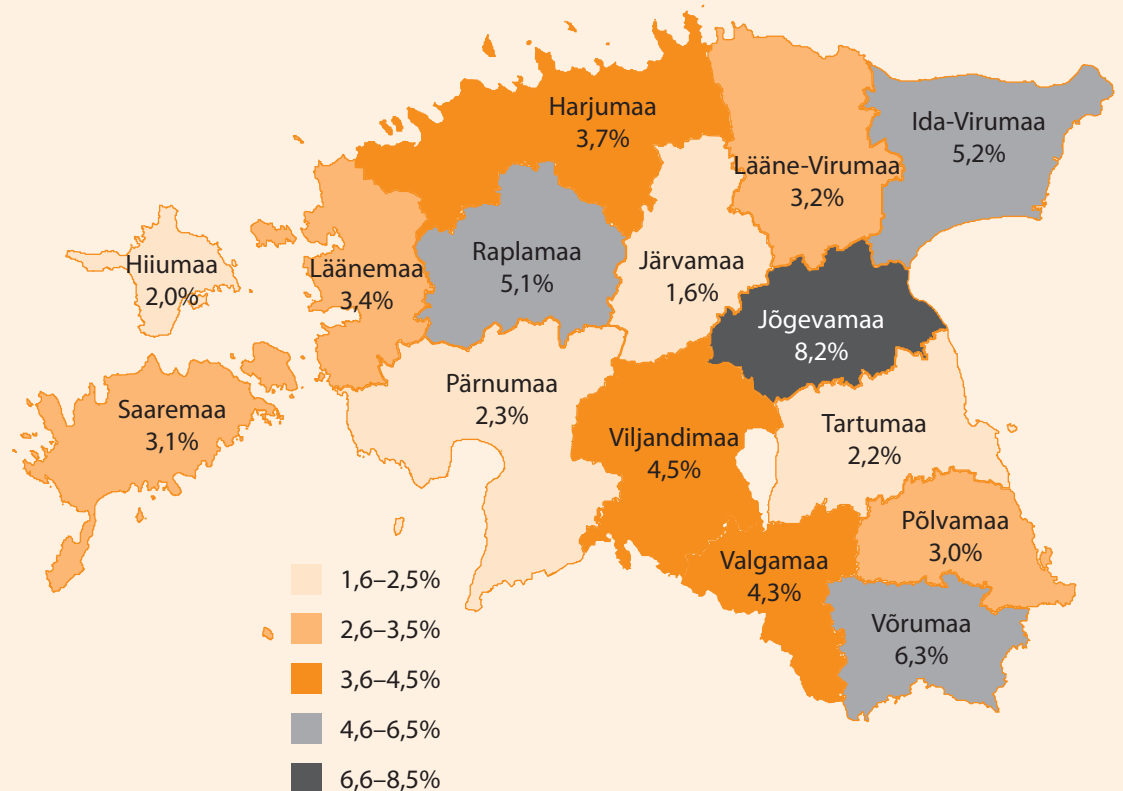 Harjumaa
3,7%
Ida-Virumaa
5,2%
Lääne-Virumaa
3,2%
Hiiumaa
2,0%
Läänemaa
3,4%
Raplamaa
5,1%
Järvamaa
1,6%
Jõgevamaa
8,2%
Saaremaa
3,1%
Pärnumaa
2,3%
Viljandimaa
4,5%
Tartumaa
2,2%
Põlvamaa
3,0%
Valgamaa
4,3%
Võrumaa
6,3%
1,6–2,5%
2,6–3,5%
3,6–4,5%
4,6–6,5%
6,6–8,5%